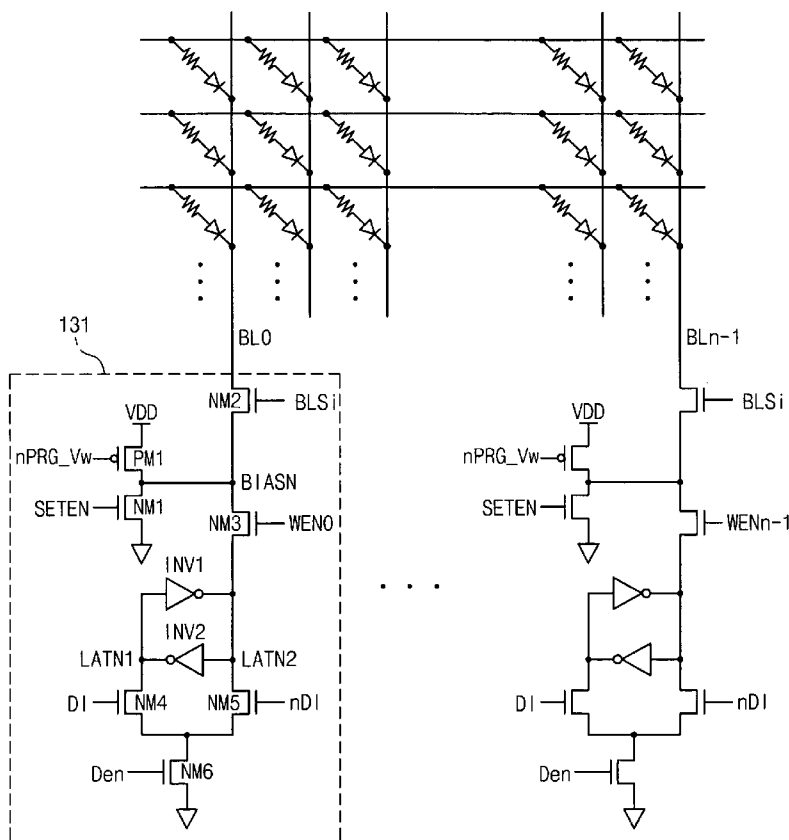 131
BL0
BLn-1
NM2
BLSi
BLSi
VDD
VDD
nPRG_Vw
PM1
nPRG_Vw
BIASN
SETEN
NM1
NM3
WEN0
SETEN
WENn-1
INV1
. . .
INV2
LATN1
LATN2
DI
NM4
NM5
nDI
DI
nDI
Den
NM6
Den